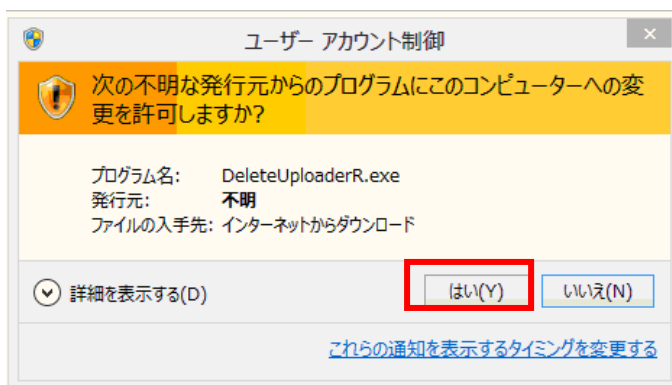 ユーザー アカウント制御
次の不明な発行元からのプログラムにこのコンピューターへの変
更を許可しますか?
プログラム名: DeleteUploaderR.exe
発行元: 不明
ファイルの入手先: インターネットからダウンロード
詳細を表示する(D) はい(Y) いいえ(N)
これらの通知を表示するタイミングを変更する